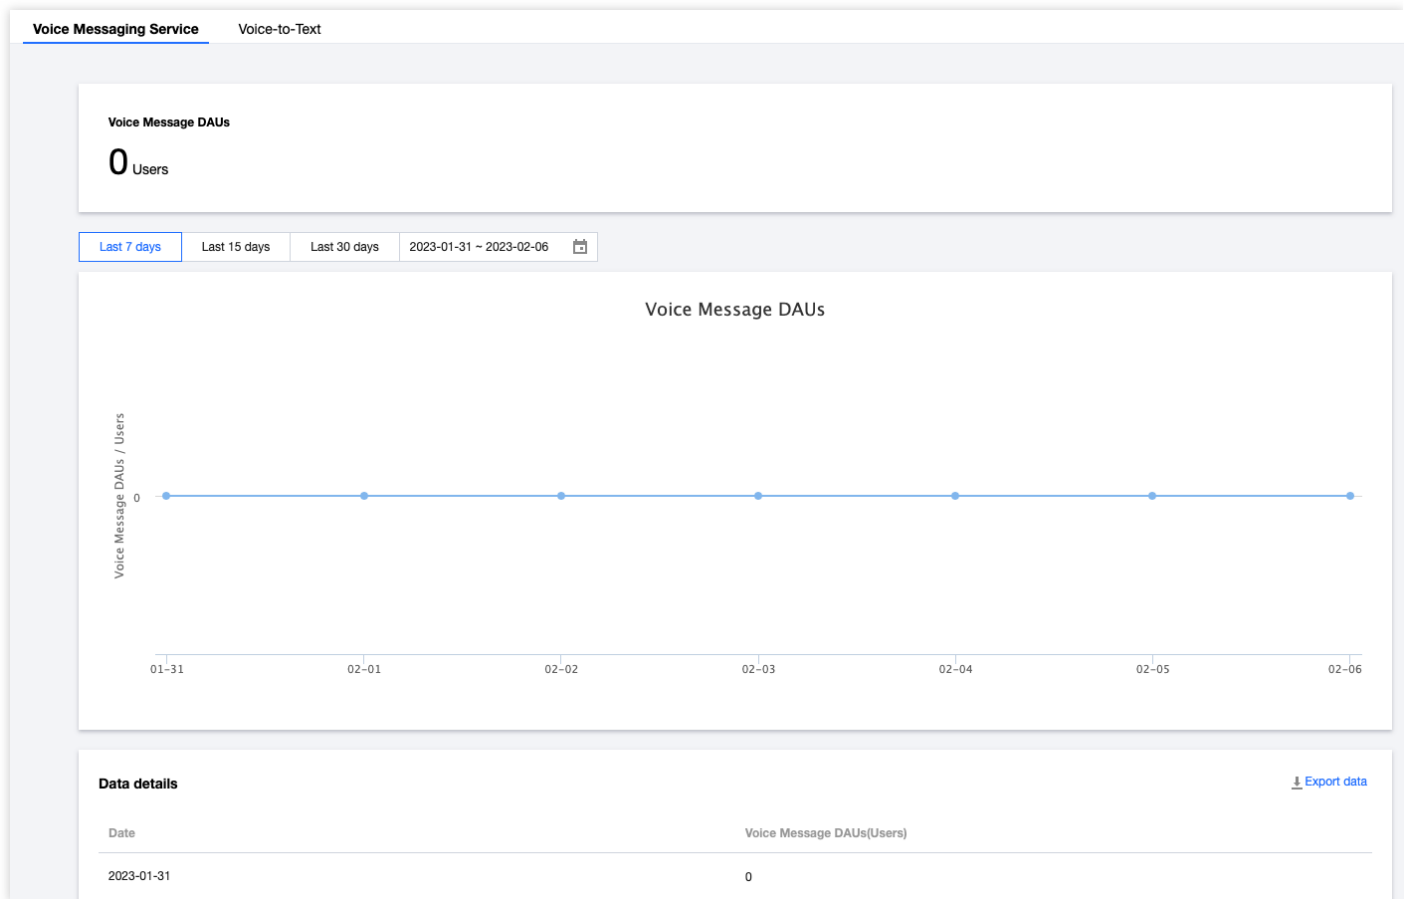 Voice Messaging Service Voice-to-Text
Voice Message DAUs
0 Users
Last 7 days Last 15 days Last 30 days 2023-01-31 ~ 2023-02-06
Voice Message DAUs
Voice Message DAUs / Users
0
01-31 02-01 02-02 02-03 02-04 02-05 02-06
Data details Export data
Date Voice Message DAUs(Users)
2023-01-31 0